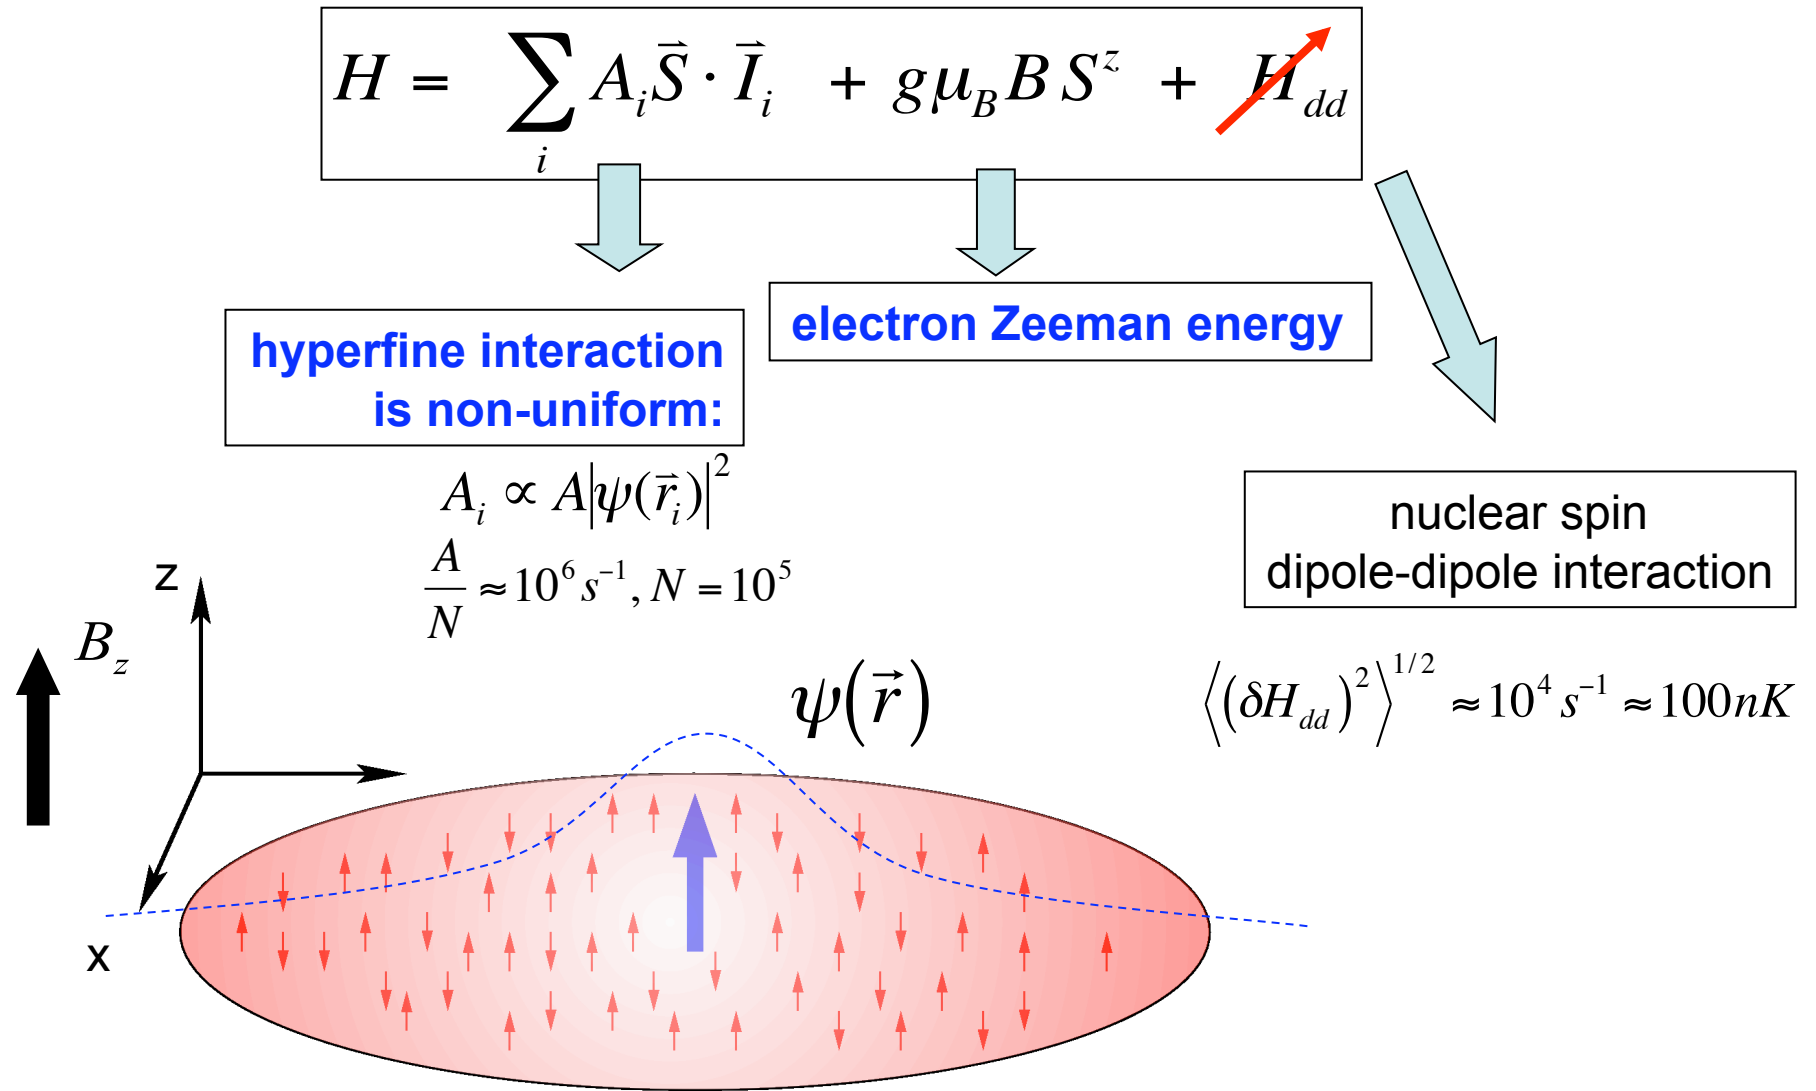 H = ∑_i A_i S⃗ · I⃗_i + gμ_B B S^z + H_dd
electron Zeeman energy
hyperfine interaction
is non-uniform:
A_i ∝ A|ψ(r⃗_i)|²
A/N ≈ 10⁶ s⁻¹, N = 10⁵
nuclear spin
dipole-dipole interaction
⟨(δH_dd)²⟩^{1/2} ≈ 10⁴ s⁻¹ ≈ 100nK
z
B_z
ψ(r⃗)
x